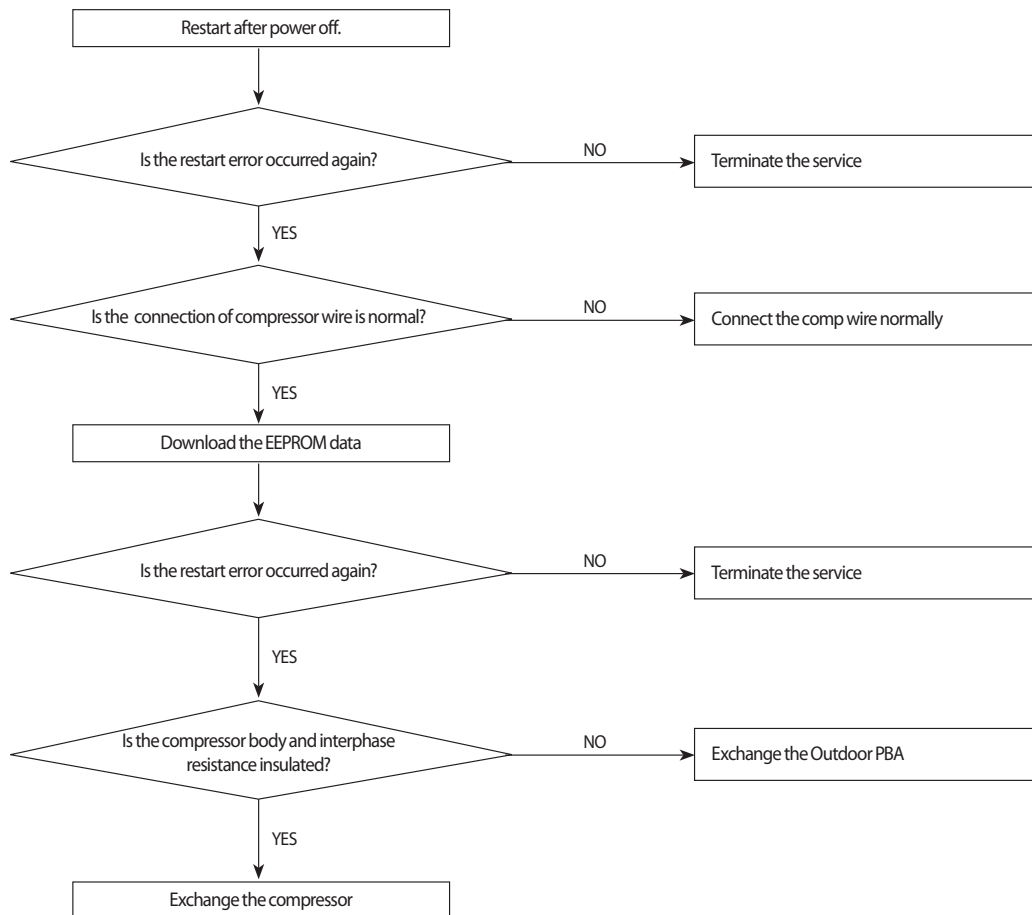 Restart after power off.
Is the restart error occurred again?
NO
Terminate the service
YES
Is the connection of compressor wire is normal?
NO
Connect the comp wire normally
YES
Download the EEPROM data
Is the restart error occurred again?
NO
Terminate the service
YES
Is the compressor body and interphase
resistance insulated?
NO
Exchange the Outdoor PBA
YES
Exchange the compressor